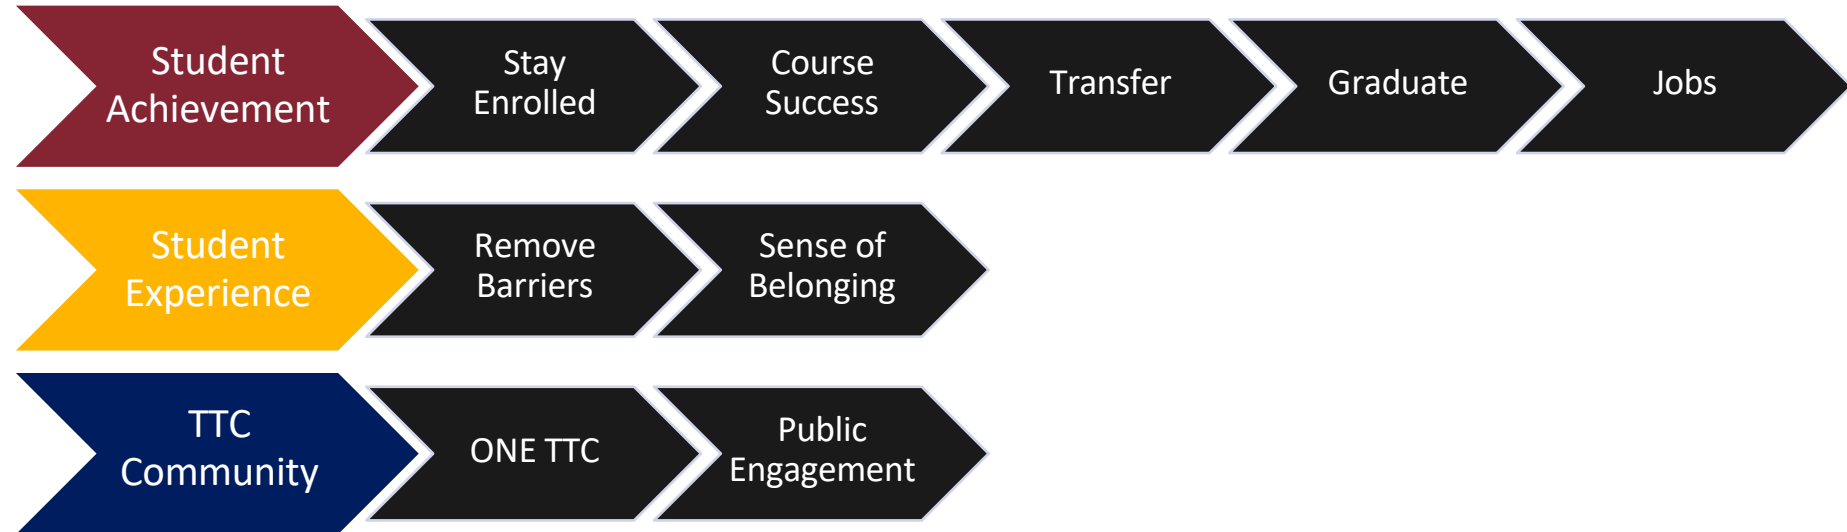 Student
Achievement
Stay
Enrolled
Course
Success
Transfer
Graduate
Jobs
Student
Experience
Remove
Barriers
Sense of
Belonging
TTC
Community
ONE TTC
Public
Engagement